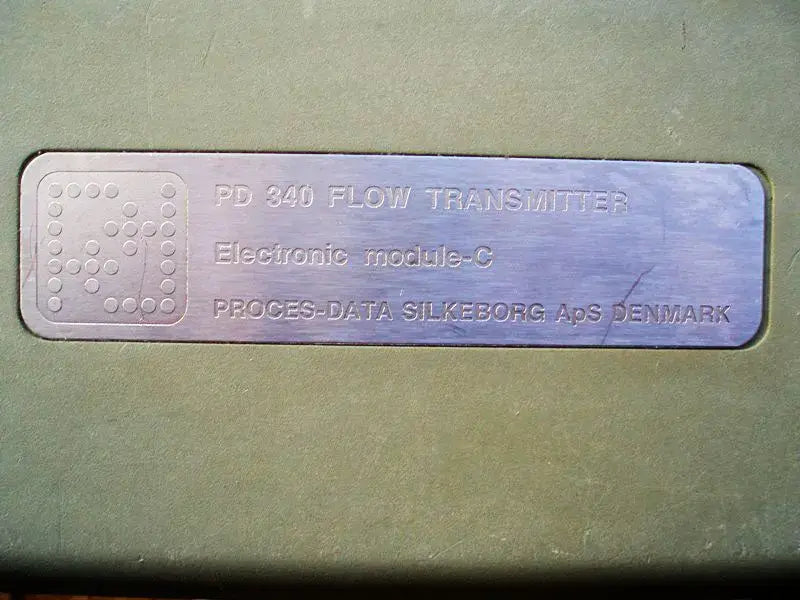 PD 340 FLOW TRANSMITTER
Electronic module-C
PROCES-DATA SILKEBORG ApS DENMARK